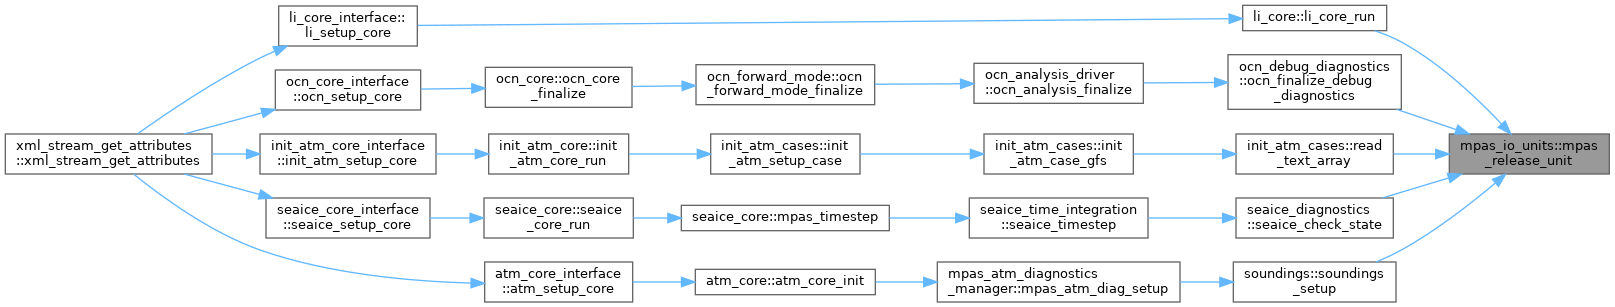 li_core_interface::
li_setup_core
li_core::li_core_run
ocn_core_interface
::ocn_setup_core
ocn_core::ocn_core
_finalize
ocn_forward_mode::ocn
_forward_mode_finalize
ocn_analysis_driver
::ocn_analysis_finalize
ocn_debug_diagnostics
::ocn_finalize_debug
_diagnostics
xml_stream_get_attributes
::xml_stream_get_attributes
init_atm_core_interface
::init_atm_setup_core
init_atm_core::init
_atm_core_run
init_atm_cases::init
_atm_setup_case
init_atm_cases::init
_atm_case_gfs
init_atm_cases::read
_text_array
mpas_io_units::mpas
_release_unit
seaice_core_interface
::seaice_setup_core
seaice_core::seaice
_core_run
seaice_core::mpas_timestep
seaice_time_integration
::seaice_timestep
seaice_diagnostics
::seaice_check_state
atm_core_interface
::atm_setup_core
atm_core::atm_core_init
mpas_atm_diagnostics
_manager::mpas_atm_diag_setup
soundings::soundings
_setup